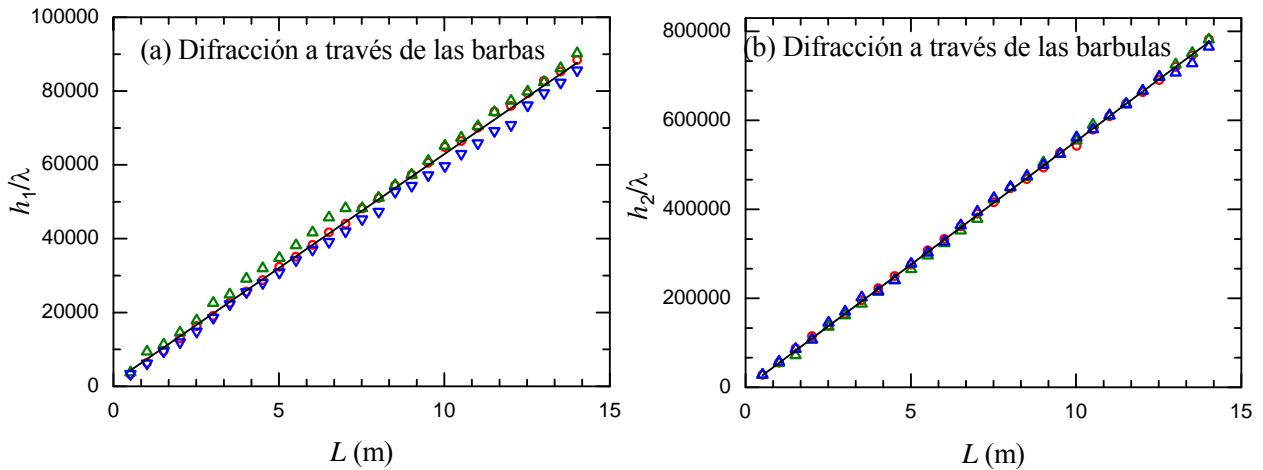 (a) Difracción a través de las barbas
100000
80000
60000
40000
20000
0
h₁/λ
0 5 10 15
L (m)
(b) Difracción a través de las barbulas
800000
600000
400000
200000
0
h₂/λ
0 5 10 15
L (m)